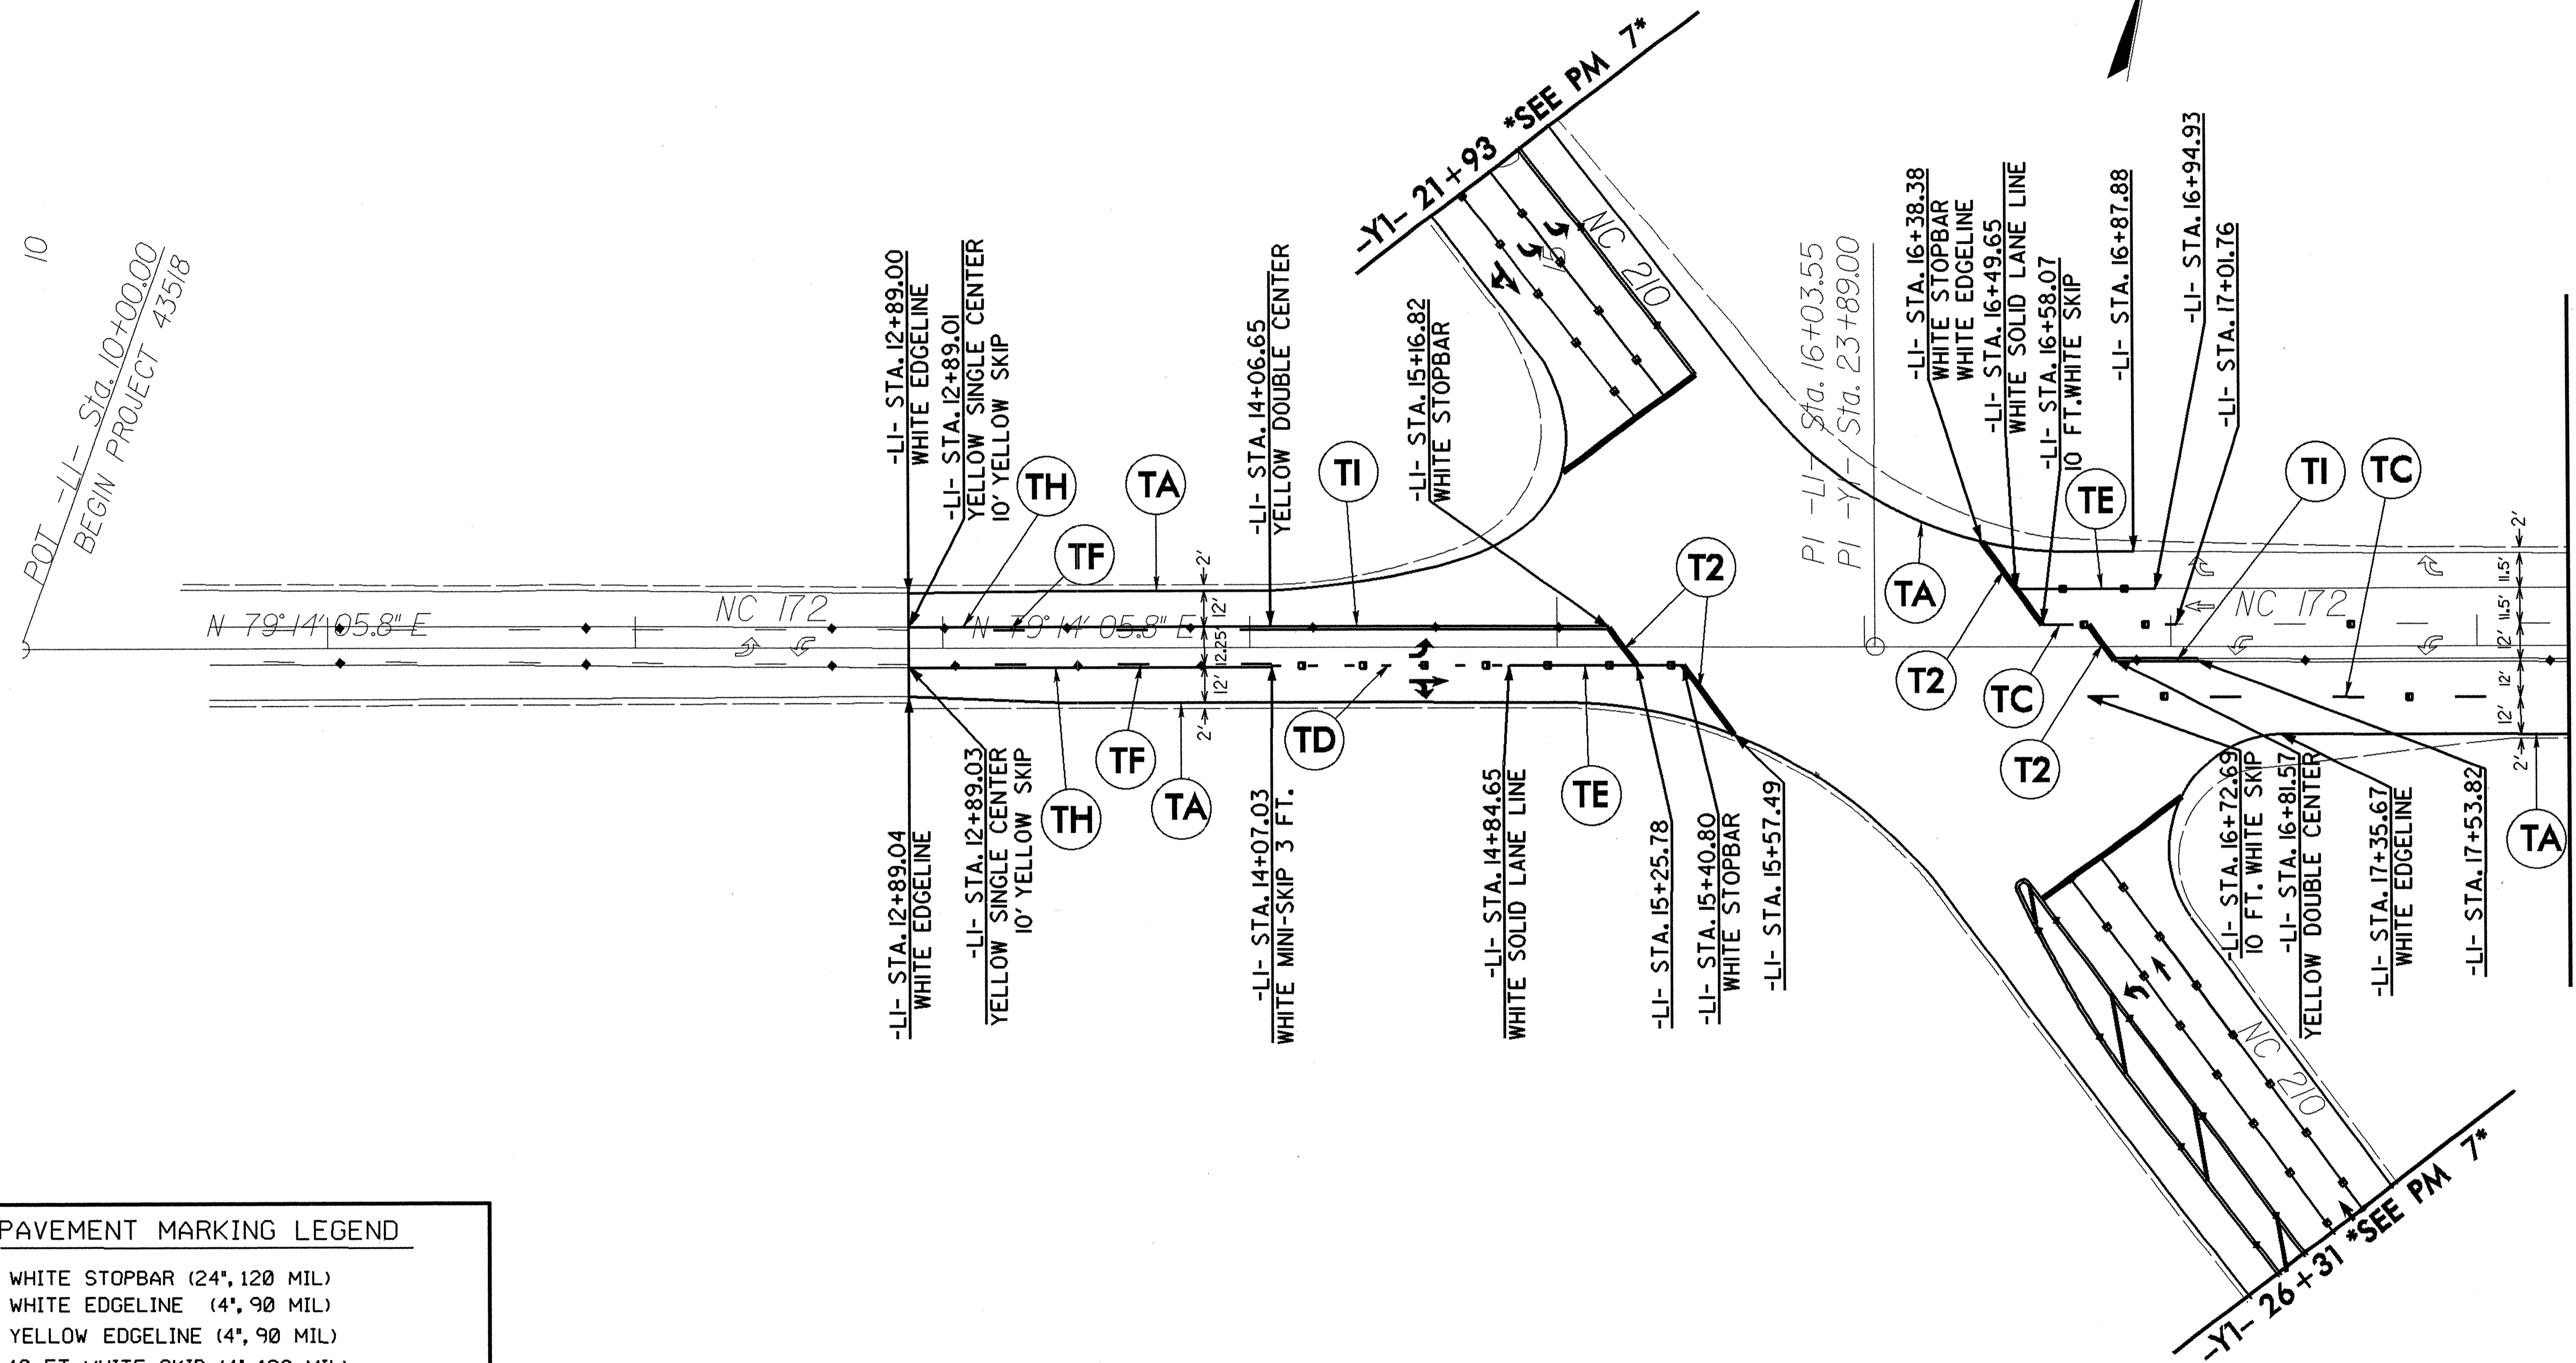 10
POT -L1- Sta. 10+00.00
BEGIN PROJECT 43518
-L1- STA. 12+89.00
WHITE EDGELINE
-L1- STA. 12+89.01
YELLOW SINGLE CENTER
10' YELLOW SKIP
TH
TF
TA
-L1- STA. 14+06.65
YELLOW DOUBLE CENTER
TI
-L1- STA. 15+16.82
WHITE STOPBAR
T2
-Y1- 21+93 *SEE PM 7*
15
NC 210
PI -L1- Sta. 16+03.55
PI -Y1- Sta. 23+89.00
-L1- STA. 16+38.38
WHITE STOPBAR
WHITE EDGELINE
-L1- STA. 16+49.65
WHITE SOLID LANE LINE
-L1- STA. 16+58.07
10 FT. WHITE SKIP
TE
-L1- STA. 16+87.88
-L1- STA. 16+94.93
-L1- STA. 17+01.76
TI
TC
TA
T2
TC
T2
N 79°14' 05.8" E
NC 172
N 79°14' 05.8" E
2'
12'
12.25'
12'
2'
NC 172
2'
11.5'
11.5'
12'
12'
12'
2'
TH
TF
TA
TD
TE
TA
-L1- STA. 12+89.04
WHITE EDGELINE
-L1- STA. 12+89.03
YELLOW SINGLE CENTER
10' YELLOW SKIP
-L1- STA. 14+07.03
WHITE MINI-SKIP 3 FT.
-L1- STA. 14+84.65
WHITE SOLID LANE LINE
-L1- STA. 15+25.78
-L1- STA. 15+40.80
WHITE STOPBAR
-L1- STA. 15+57.49
-L1- STA. 16+72.69
10 FT. WHITE SKIP
-L1- STA. 16+81.57
YELLOW DOUBLE CENTER
-L1- STA. 17+35.67
WHITE EDGELINE
-L1- STA. 17+53.82
NC 210
-Y1- 26+31 *SEE PM 7*
PAVEMENT MARKING LEGEND
WHITE STOPBAR (24", 120 MIL)
WHITE EDGELINE (4", 90 MIL)
YELLOW EDGELINE (4", 90 MIL)